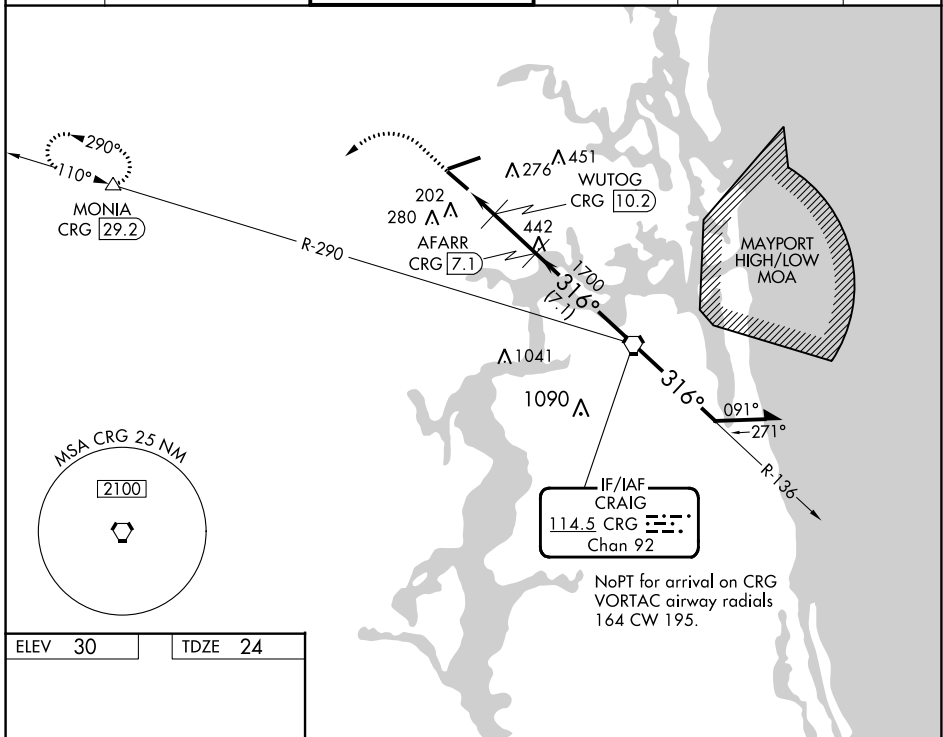 290°
110°
MONIA
CRG 29.2
R-290
276
451
WUTOG
CRG 10.2
202
280
442
AFARR
CRG 7.1
1700
316°
(7.1)
MAYPORT
HIGH/LOW
MOA
1041
1090
316°
091°
271°
R-136
MSA CRG 25 NM
2100
IF/IAF
CRAIG
114.5 CRG
Chan 92
NoPT for arrival on CRG
VORTAC airway radials
164 CW 195.
ELEV 30
TDZE 24